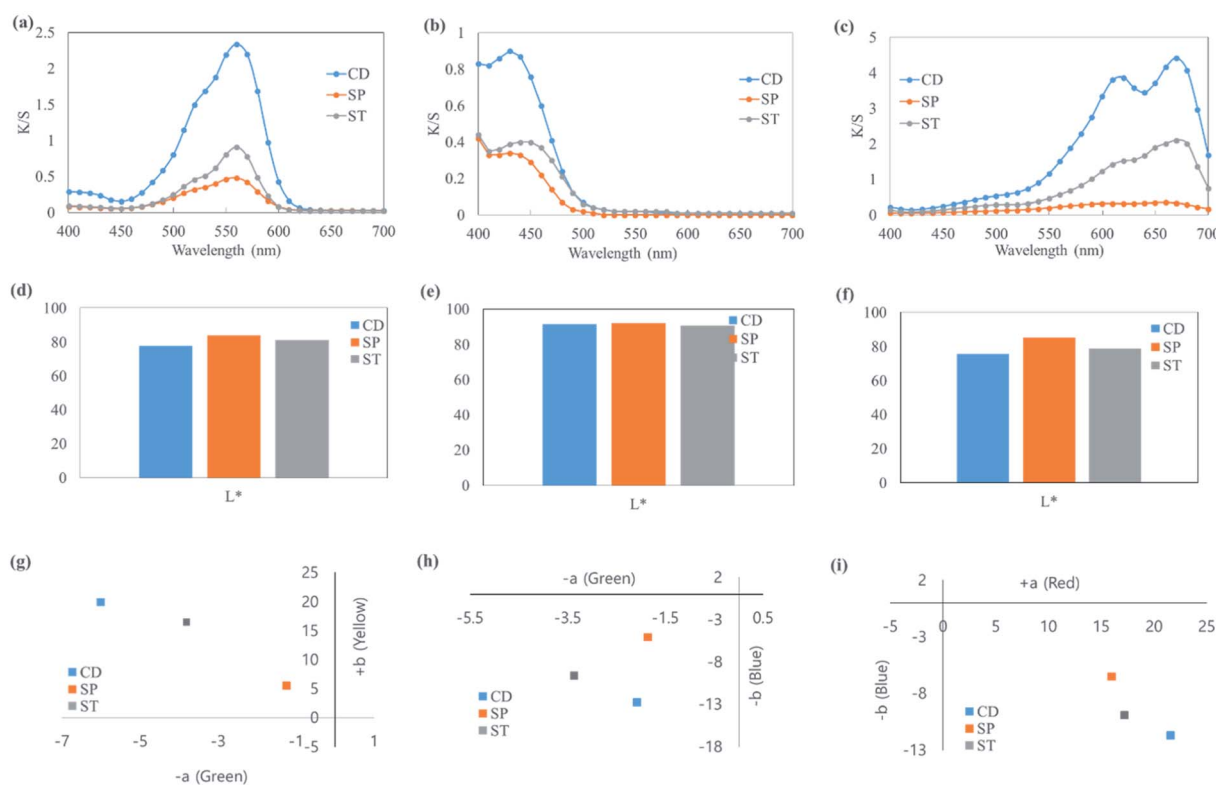 (a)
2.5
2
1.5
1
0.5
0
K/S
400 450 500 550 600 650 700
Wavelength (nm)
CD
SP
ST
(b)
1
0.8
0.6
0.4
0.2
0
K/S
400 450 500 550 600 650 700
Wavelength (nm)
CD
SP
ST
(c)
5
4
3
2
1
0
K/S
400 450 500 550 600 650 700
Wavelength (nm)
CD
SP
ST
(d)
100
80
60
40
20
0
L*
CD
SP
ST
(e)
100
80
60
40
20
0
L*
CD
SP
ST
(f)
100
80
60
40
20
0
L*
CD
SP
ST
(g)
25
20
15
10
5
0
-5
+b (Yellow)
-7 -5 -3 -1 1
-a (Green)
CD
SP
ST
(h)
-a (Green)
2
-5.5 -3.5 -1.5 0.5
-3
-8
-13
-18
-b (Blue)
CD
SP
ST
(i)
+a (Red)
2
-5 0 5 10 15 20 25
-3
-8
-13
-b (Blue)
CD
SP
ST